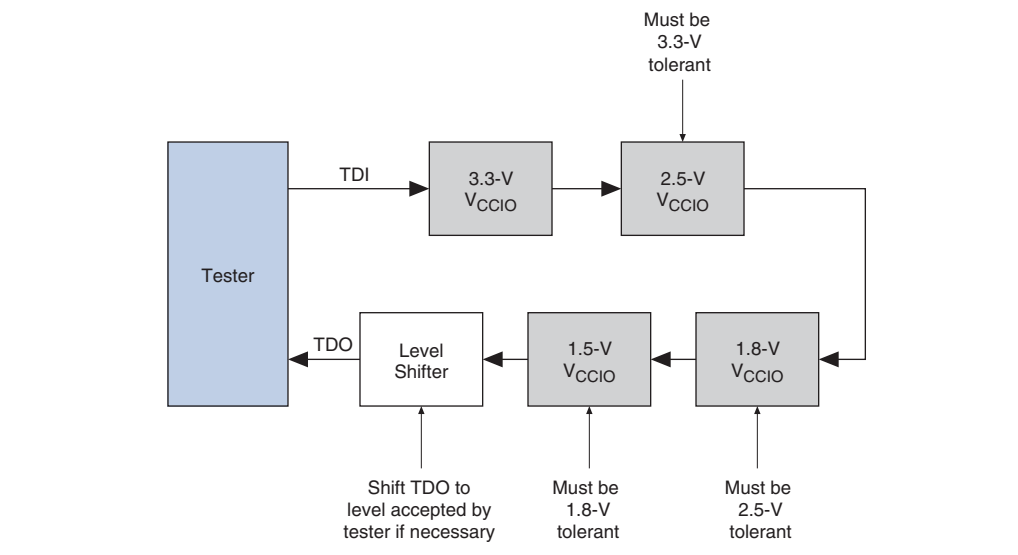 Must be
3.3-V
tolerant
TDI
3.3-V
VCCIO
2.5-V
VCCIO
Tester
TDO
Level
Shifter
1.5-V
VCCIO
1.8-V
VCCIO
Shift TDO to
level accepted by
tester if necessary
Must be
1.8-V
tolerant
Must be
2.5-V
tolerant